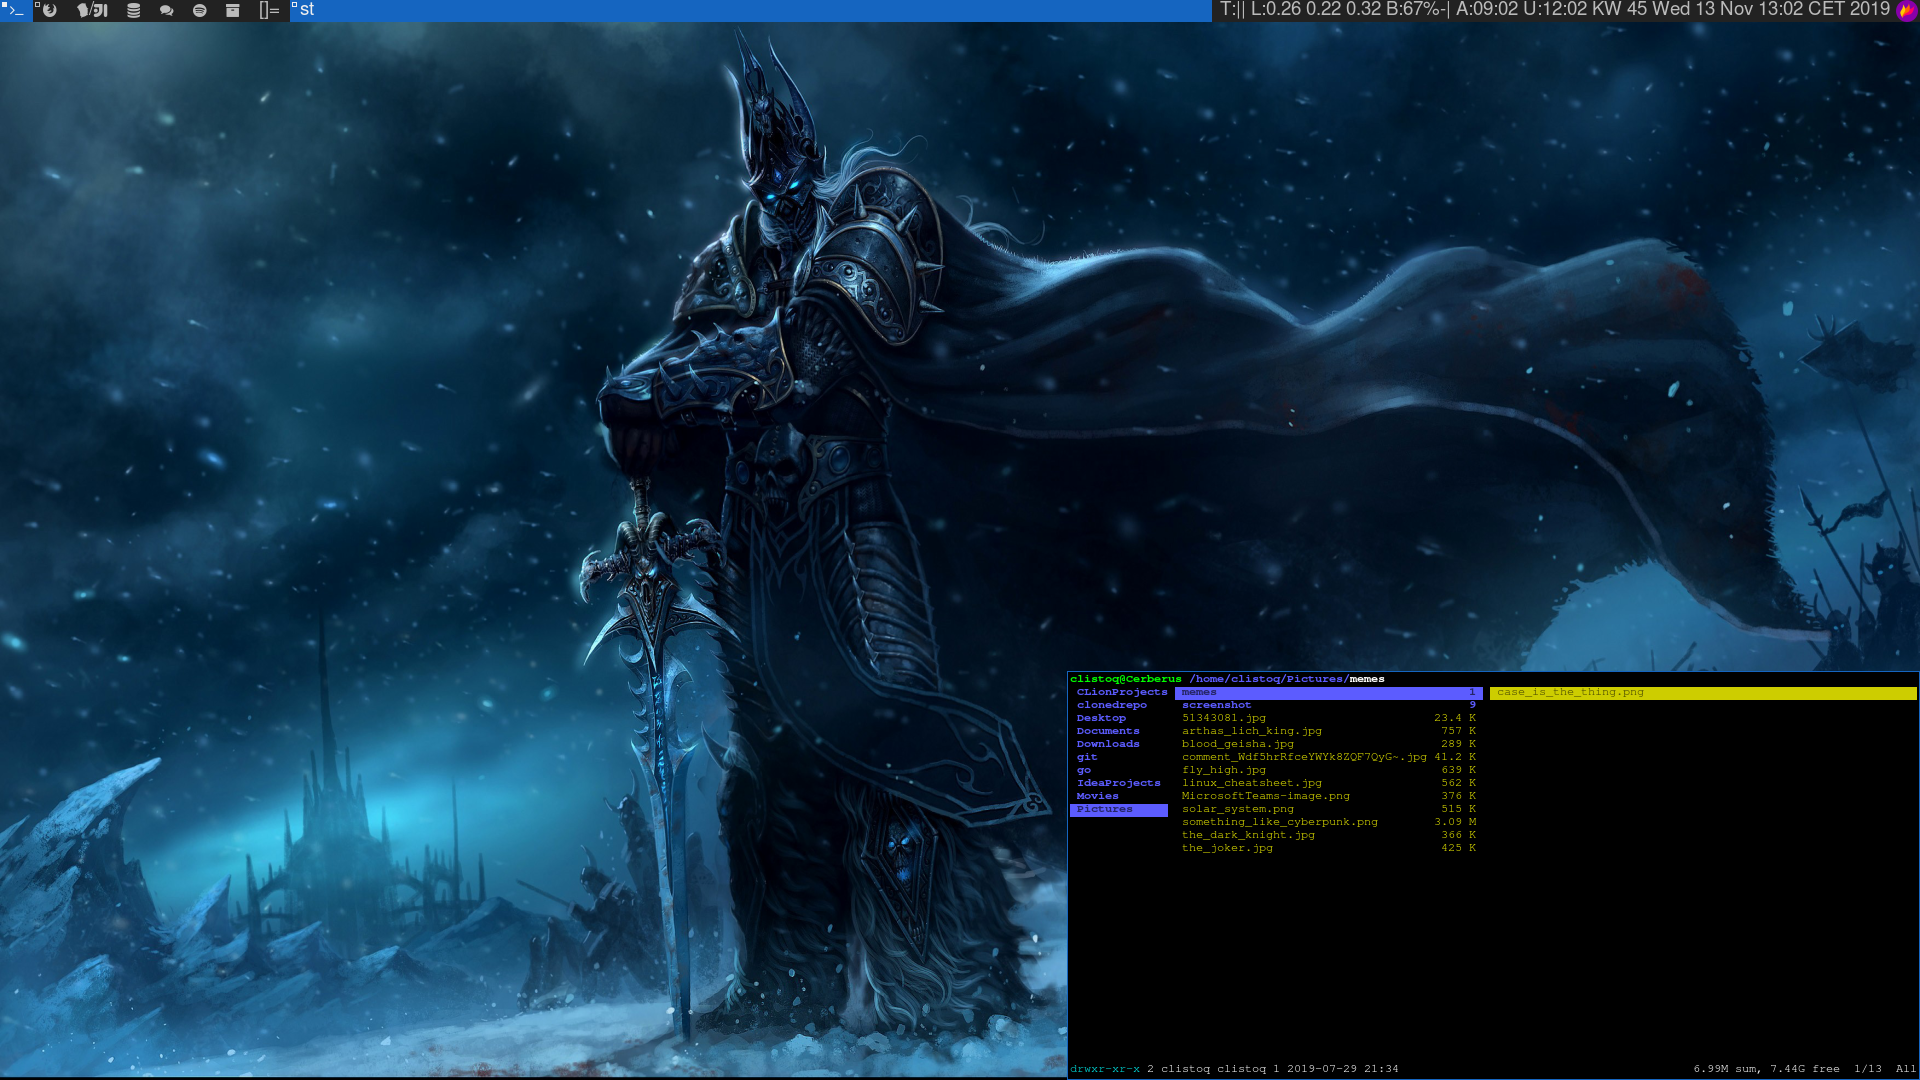 >_ []= st T:|| L:0.26 0.22 0.32 B:67%-| A:09:02 U:12:02 KW 45 Wed 13 Nov 13:02 CET 2019
clistoq@Cerberus /home/clistoq/Pictures/memes
CLionProjects memes 1 case_is_the_thing.png
clonedrepo screenshot 9
Desktop 51343081.jpg 23.4 K
Documents arthas_lich_king.jpg 757 K
Downloads blood_geisha.jpg 289 K
git comment_Wdf5hrRfceYWYk8ZQF7QyG~.jpg 41.2 K
go fly_high.jpg 639 K
IdeaProjects linux_cheatsheet.jpg 562 K
Movies MicrosoftTeams-image.png 376 K
Pictures solar_system.png 515 K
something_like_cyberpunk.png 3.09 M
the_dark_knight.jpg 366 K
the_joker.jpg 425 K
drwxr-xr-x 2 clistoq clistoq 1 2019-07-29 21:34 6.99M sum, 7.44G free 1/13 All